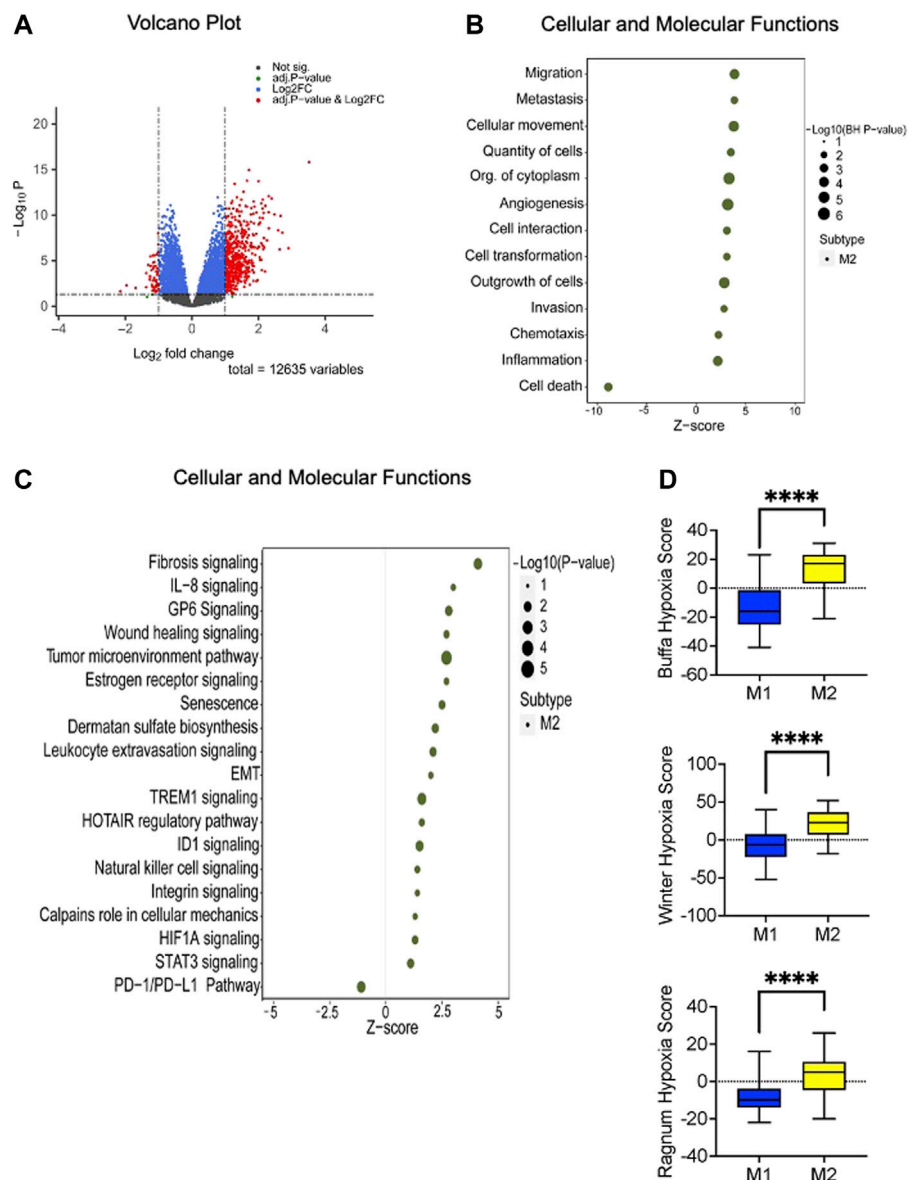 A
Volcano Plot
Not sig.
adj.P−value
Log2FC
adj.P−value & Log2FC
20
15
10
5
0
− Log10 P
−4
−2
0
2
4
Log2 fold change
total = 12635 variables
B
Cellular and Molecular Functions
Migration
Metastasis
Cellular movement
Quantity of cells
Org. of cytoplasm
Angiogenesis
Cell interaction
Cell transformation
Outgrowth of cells
Invasion
Chemotaxis
Inflammation
Cell death
-10
-5
0
5
10
Z−score
−Log10(BH P-value)
1
2
3
4
5
6
Subtype
M2
C
Cellular and Molecular Functions
Fibrosis signaling
IL−8 signaling
GP6 Signaling
Wound healing signaling
Tumor microenvironment pathway
Estrogen receptor signaling
Senescence
Dermatan sulfate biosynthesis
Leukocyte extravasation signaling
EMT
TREM1 signaling
HOTAIR regulatory pathway
ID1 signaling
Natural killer cell signaling
Integrin signaling
Calpains role in cellular mechanics
HIF1A signaling
STAT3 signaling
PD−1/PD−L1 Pathway
-5
-2.5
0
2.5
5
Z−score
−Log10(P−value)
1
2
3
4
5
Subtype
M2
D
****
40
20
0
-20
-40
-60
Buffa Hypoxia Score
M1
M2
****
100
50
0
-50
-100
Winter Hypoxia Score
M1
M2
****
40
20
0
-20
-40
Ragnum Hypoxia Score
M1
M2